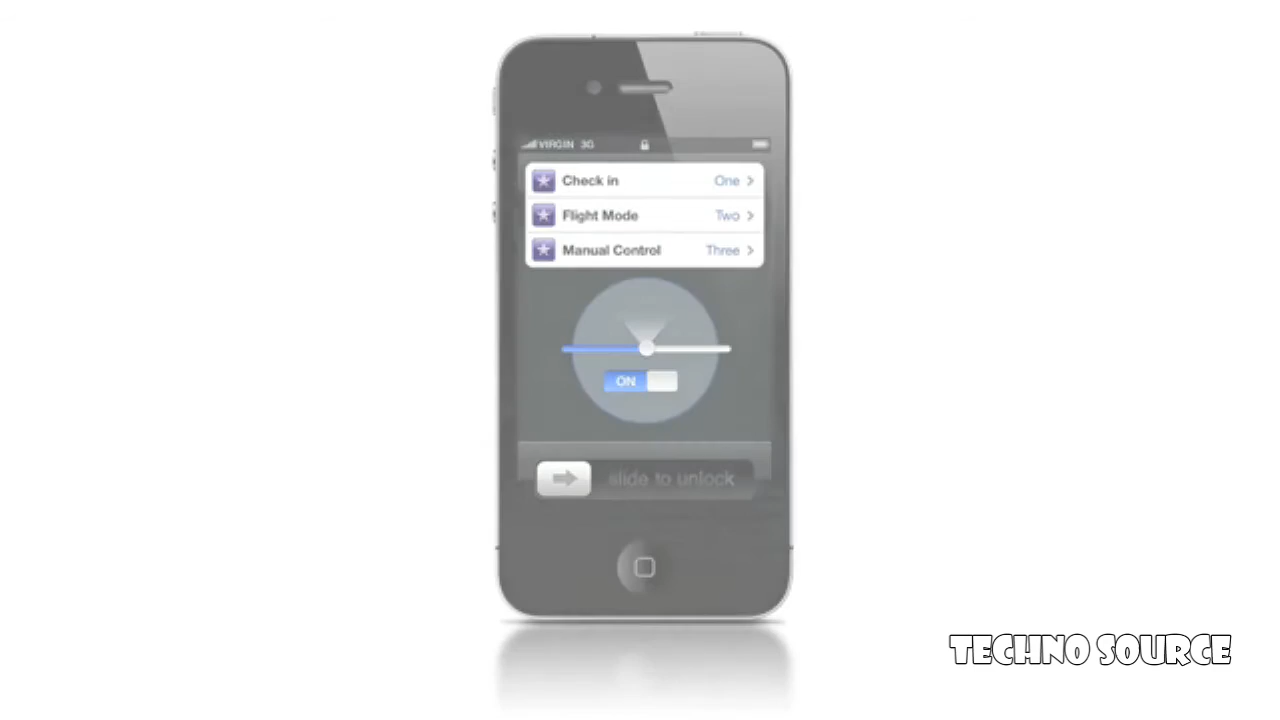 VIRGIN 3G
Check in One
Flight Mode Two
Manual Control Three
ON
slide to unlock
TECHNO SOURCE